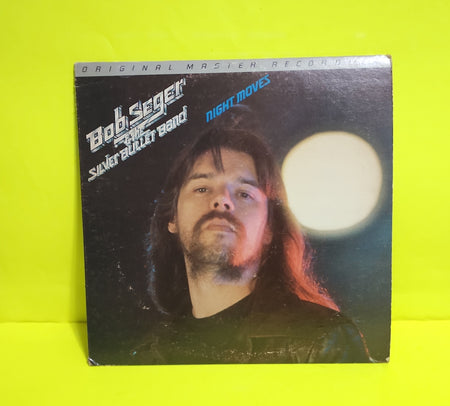 ORIGINAL MASTER RECORDING
Bob Seger
& THE
SILVER BULLET BAND
NIGHT MOVES